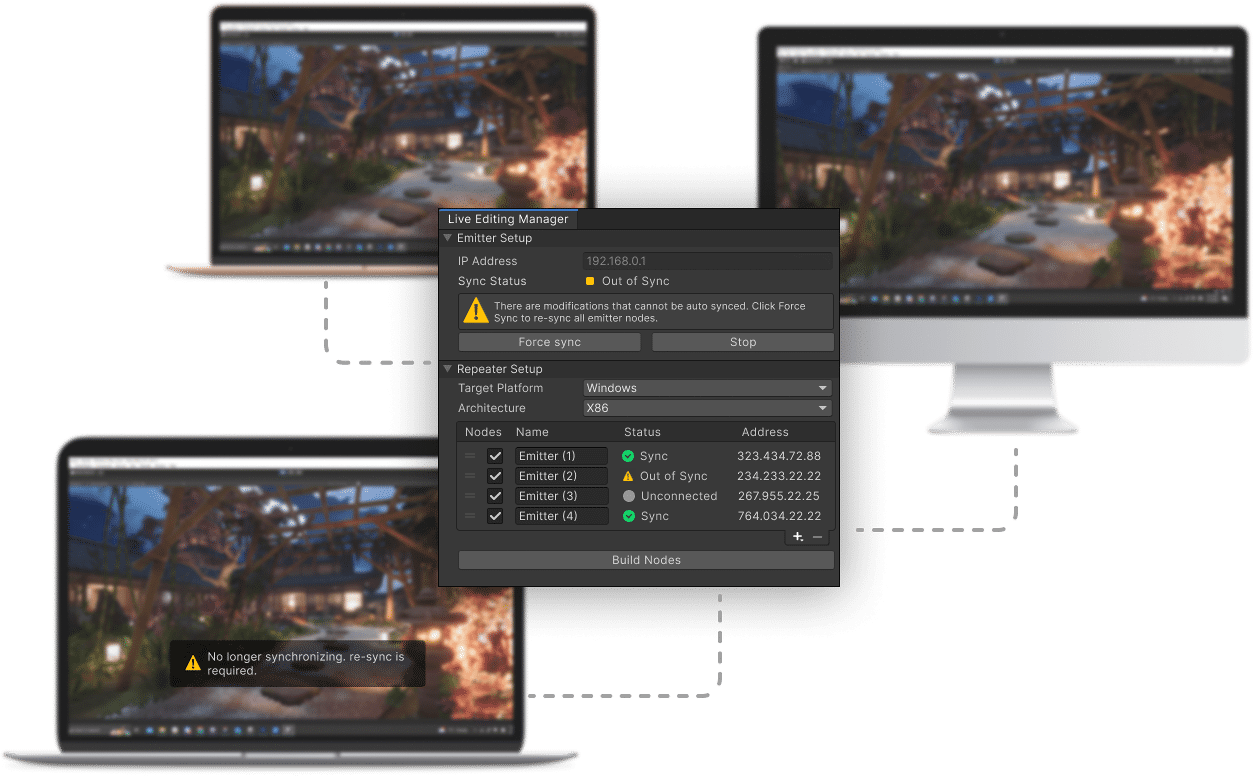 Live Editing Manager
Emitter Setup
IP Address 192.168.0.1
Sync Status Out of Sync
There are modifications that cannot be auto synced. Click Force
Sync to re-sync all emitter nodes.
Force sync Stop
Repeater Setup
Target Platform Windows
Architecture X86
Nodes Name Status Address
Emitter (1) Sync 323.434.72.88
Emitter (2) Out of Sync 234.233.22.22
Emitter (3) Unconnected 267.955.22.25
Emitter (4) Sync 764.034.22.22
Build Nodes
No longer synchronizing. re-sync is
required.